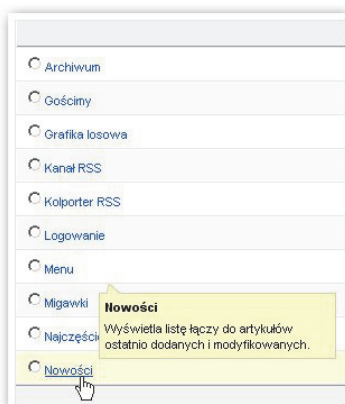 Archiwum
Gościmy
Grafika losowa
Kanał RSS
Kolporter RSS
Logowanie
Menu
Migawki
Nowości
Wyświetla listę łączy do artykułów
ostatnio dodanych i modyfikowanych.
Nowości